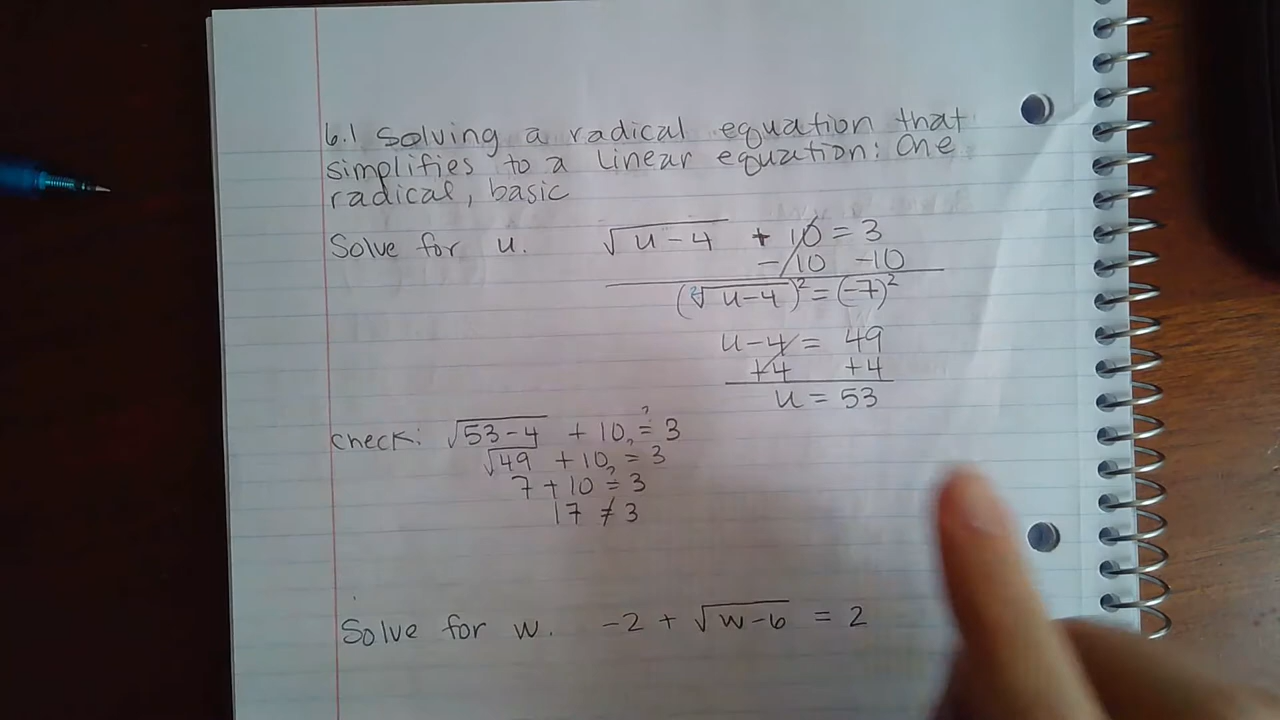 6.1 Solving a radical equation that
simplifies to a linear equation: One
radical, basic
Solve for u. √(u-4) + 10 = 3
-10 -10
(²√(u-4))² = (-7)²
u-4 = 49
+4 +4
u = 53
check: √(53-4) + 10 ?= 3
√49 + 10 ?= 3
7 + 10 ?= 3
17 ≠ 3
Solve for w. -2 + √(w-6) = 2